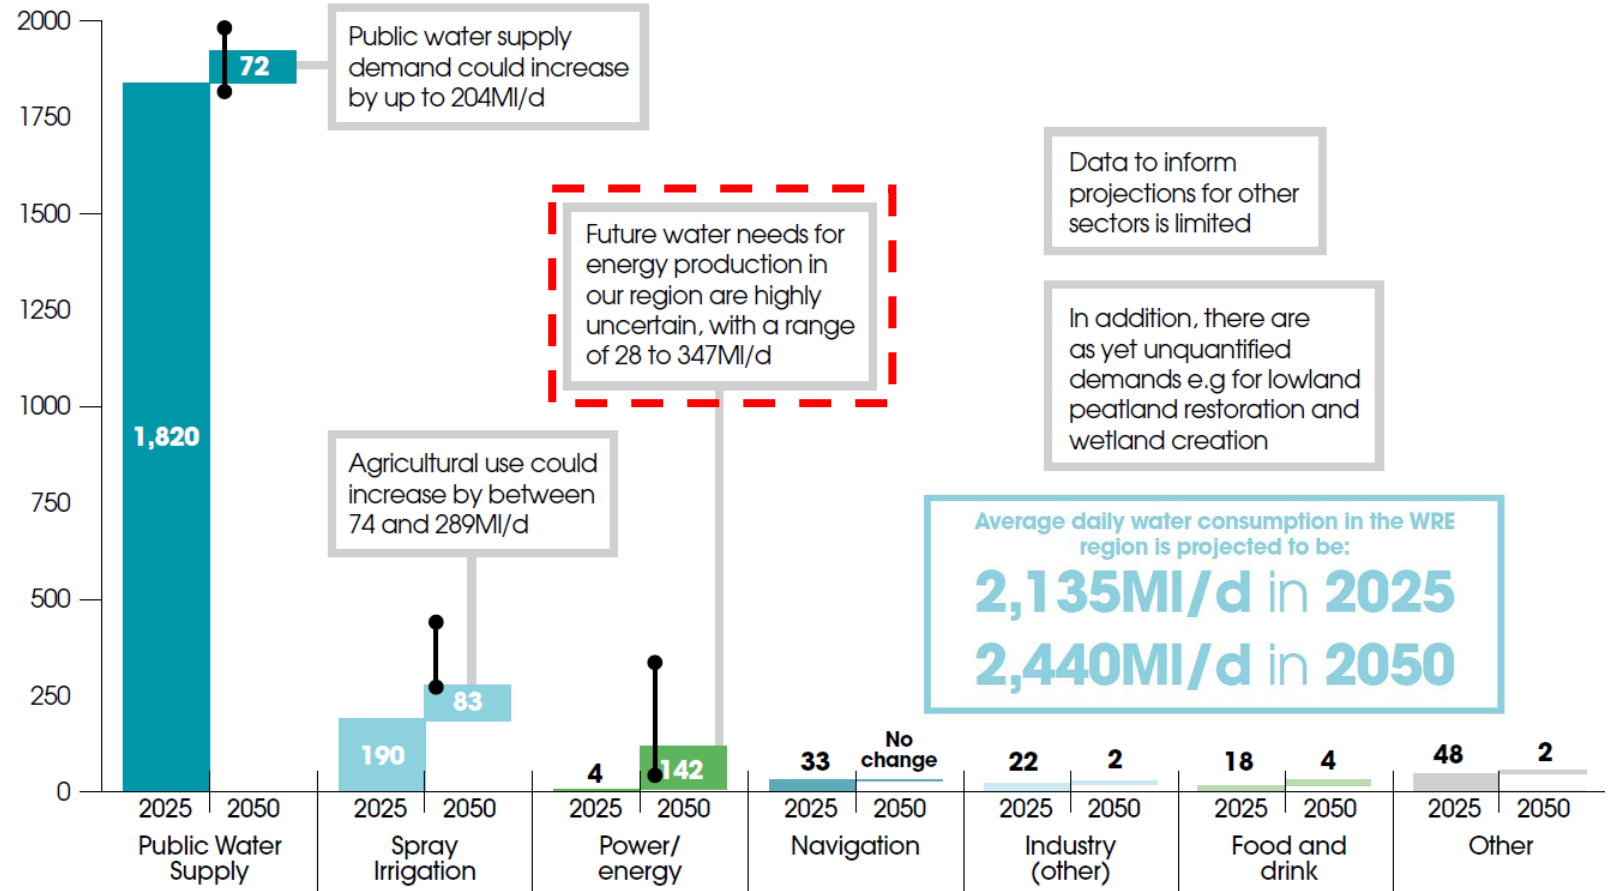 2000
1750
1500
1250
1000
750
500
250
0
1,820
72
Public water supply
demand could increase
by up to 204Ml/d
190
83
Agricultural use could
increase by between
74 and 289Ml/d
4
142
Future water needs for
energy production in
our region are highly
uncertain, with a range
of 28 to 347Ml/d
33
No
change
22
2
18
4
48
2
Data to inform
projections for other
sectors is limited
In addition, there are
as yet unquantified
demands e.g for lowland
peatland restoration and
wetland creation
Average daily water consumption in the WRE
region is projected to be:
2,135Ml/d in 2025
2,440Ml/d in 2050
2025 2050
Public Water
Supply
2025 2050
Spray
Irrigation
2025 2050
Power/
energy
2025 2050
Navigation
2025 2050
Industry
(other)
2025 2050
Food and
drink
2025 2050
Other